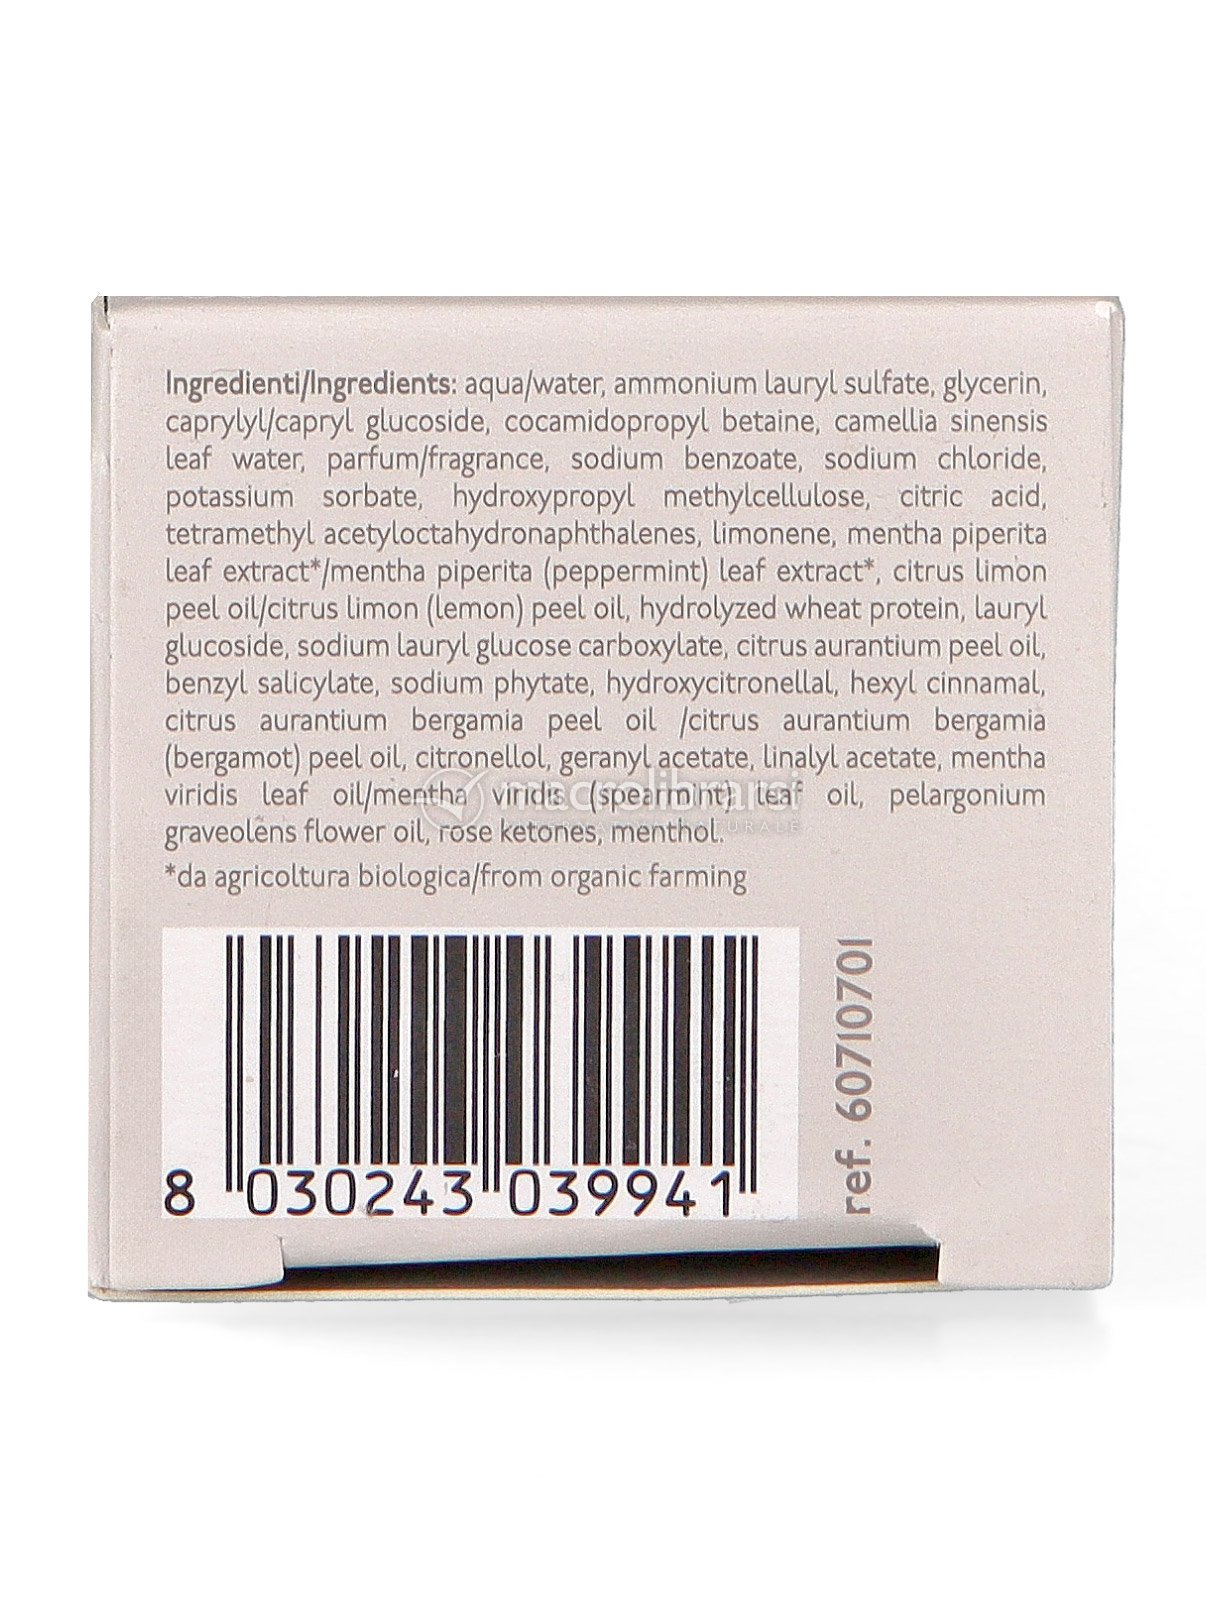 Ingredienti/Ingredients: aqua/water, ammonium lauryl sulfate, glycerin,
caprylyl/capryl glucoside, cocamidopropyl betaine, camellia sinensis
leaf water, parfum/fragrance, sodium benzoate, sodium chloride,
potassium sorbate, hydroxypropyl methylcellulose, citric acid,
tetramethyl acetyloctahydronaphthalenes, limonene, mentha piperita
leaf extract*/mentha piperita (peppermint) leaf extract*, citrus limon
peel oil/citrus limon (lemon) peel oil, hydrolyzed wheat protein, lauryl
glucoside, sodium lauryl glucose carboxylate, citrus aurantium peel oil,
benzyl salicylate, sodium phytate, hydroxycitronellal, hexyl cinnamal,
citrus aurantium bergamia peel oil /citrus aurantium bergamia
(bergamot) peel oil, citronellol, geranyl acetate, linalyl acetate, mentha
viridis leaf oil/mentha viridis (spearmint) leaf oil, pelargonium
graveolens flower oil, rose ketones, menthol.
*da agricoltura biologica/from organic farming
macrolibrarsi
8 030243 039941
ref. 60710701